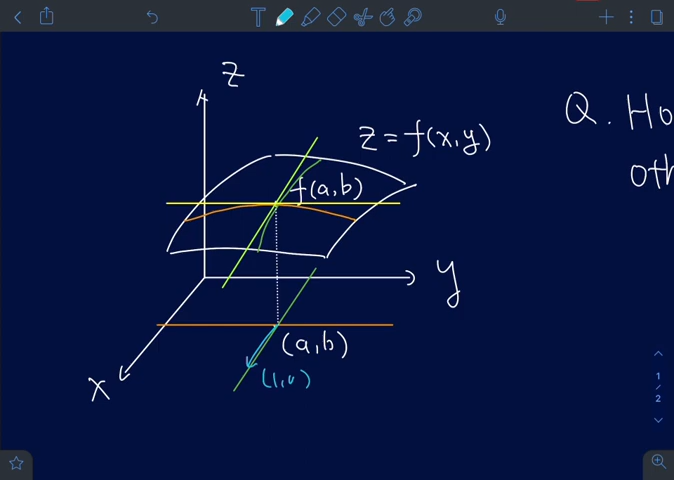 z
z = f(x,y)
Q. Ho
f(a,b)
oth
y
(a,b)
(1,0)
x
1
/
2